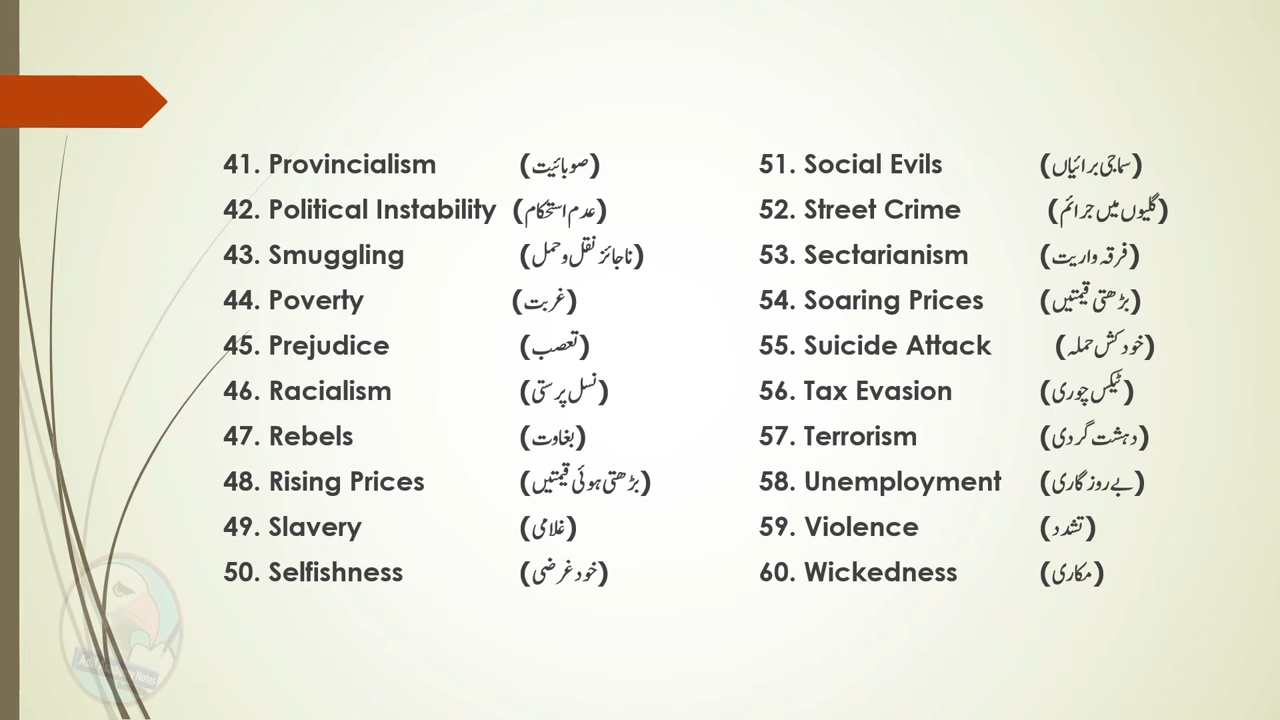 41. Provincialism (صوبائیت)
42. Political Instability (عدم استحکام)
43. Smuggling (ناجائز نقل و حمل)
44. Poverty (غربت)
45. Prejudice (تعصب)
46. Racialism (نسل پرستی)
47. Rebels (بغاوت)
48. Rising Prices (بڑھتی ہوئی قیمتیں)
49. Slavery (غلامی)
50. Selfishness (خود غرضی)
51. Social Evils (سماجی برائیاں)
52. Street Crime (گلیوں میں جرائم)
53. Sectarianism (فرقہ واریت)
54. Soaring Prices (بڑھتی قیمتیں)
55. Suicide Attack (خودکش حملہ)
56. Tax Evasion (ٹیکس چوری)
57. Terrorism (دہشت گردی)
58. Unemployment (بے روزگاری)
59. Violence (تشدد)
60. Wickedness (مکاری)